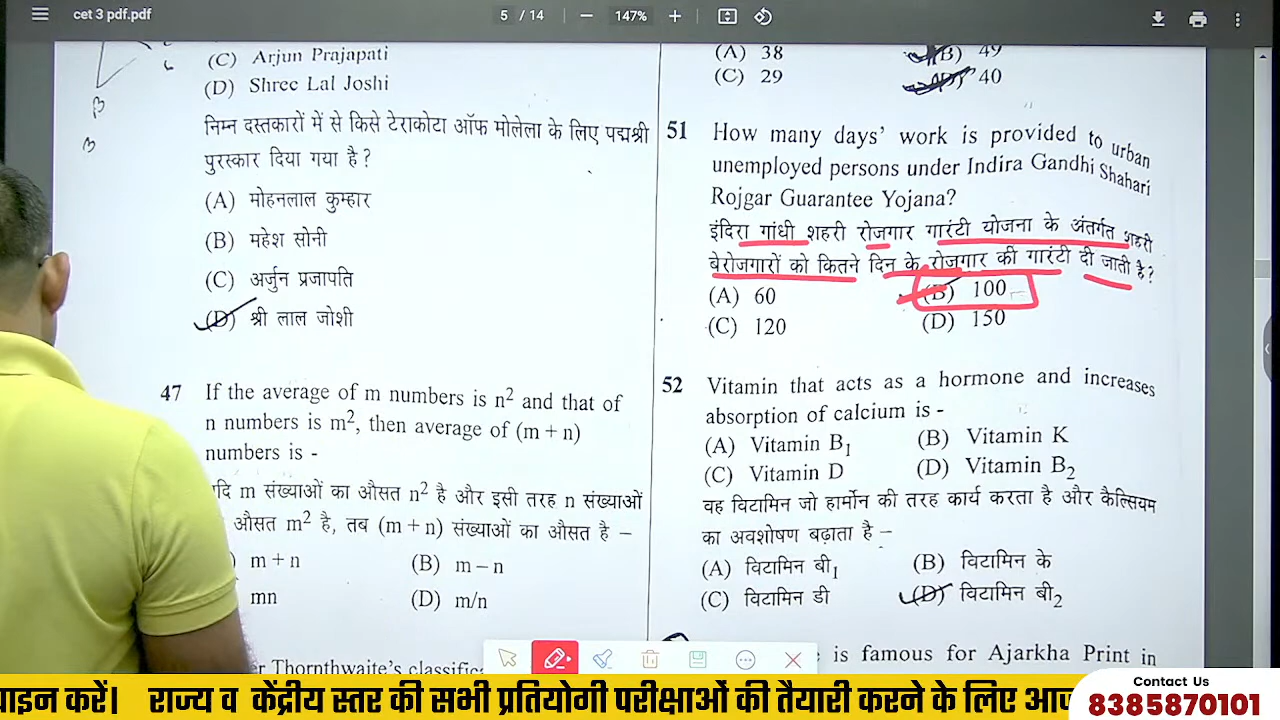 cet 3 pdf.pdf
5 / 14
147%
(C) Arjun Prajapati
(D) Shree Lal Joshi
निम्न दस्तकारों में से किसे टेराकोटा ऑफ मोलेला के लिए पद्मश्री
पुरस्कार दिया गया है ?
(A) मोहनलाल कुम्हार
(B) महेश सोनी
(C) अर्जुन प्रजापति
(D) श्री लाल जोशी
47 If the average of m numbers is n² and that of
n numbers is m², then average of (m + n)
numbers is -
दि m संख्याओं का औसत n² है और इसी तरह n संख्याओं
औसत m² है, तब (m + n) संख्याओं का औसत है –
) m + n (B) m – n
mn (D) m/n
er Thornthwaite's classific
(A) 38 (B) 49
(C) 29 (D) 40
51 How many days' work is provided to urban
unemployed persons under Indira Gandhi Shahari
Rojgar Guarantee Yojana?
इंदिरा गांधी शहरी रोजगार गारंटी योजना के अंतर्गत शहरी
बेरोजगारों को कितने दिन के रोजगार की गारंटी दी जाती है ?
(A) 60 (B) 100
(C) 120 (D) 150
52 Vitamin that acts as a hormone and increases
absorption of calcium is -
(A) Vitamin B₁ (B) Vitamin K
(C) Vitamin D (D) Vitamin B₂
वह विटामिन जो हार्मोन की तरह कार्य करता है और कैल्सियम
का अवशोषण बढ़ाता है –
(A) विटामिन बी₁ (B) विटामिन के
(C) विटामिन डी (D) विटामिन बी₂
is famous for Ajarkha Print in
पाइन करें। राज्य व केंद्रीय स्तर की सभी प्रतियोगी परीक्षाओं की तैयारी करने के लिए आज
Contact Us
8385870101